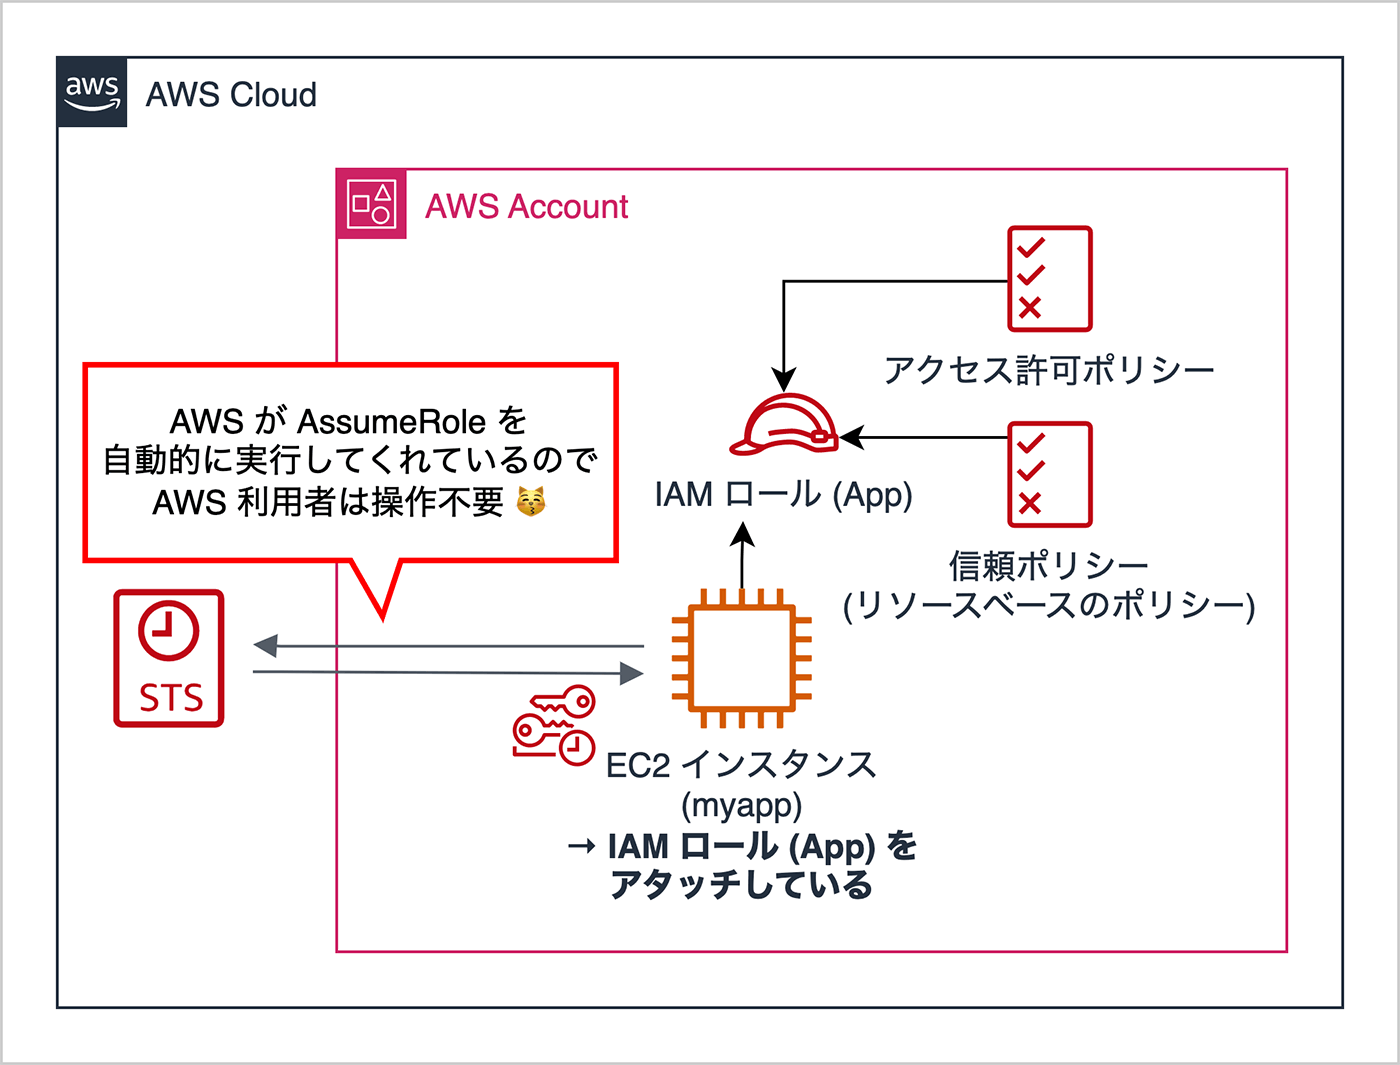 aws
AWS Cloud
AWS Account
アクセス許可ポリシー
AWS が AssumeRole を
自動的に実行してくれているので
AWS 利用者は操作不要 😽
IAM ロール (App)
信頼ポリシー
(リソースベースのポリシー)
STS
EC2 インスタンス
(myapp)
→ IAM ロール (App) を
アタッチしている